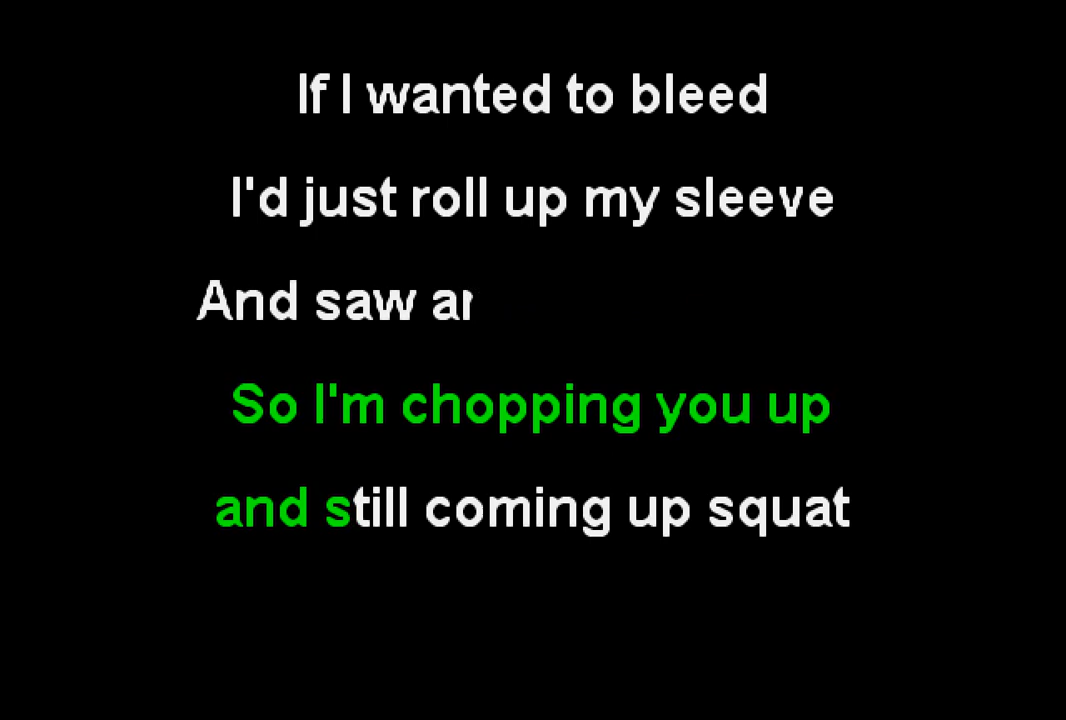 If I wanted to bleed
I'd just roll up my sleeve
And saw
So I'm chopping you up
and still coming up squat